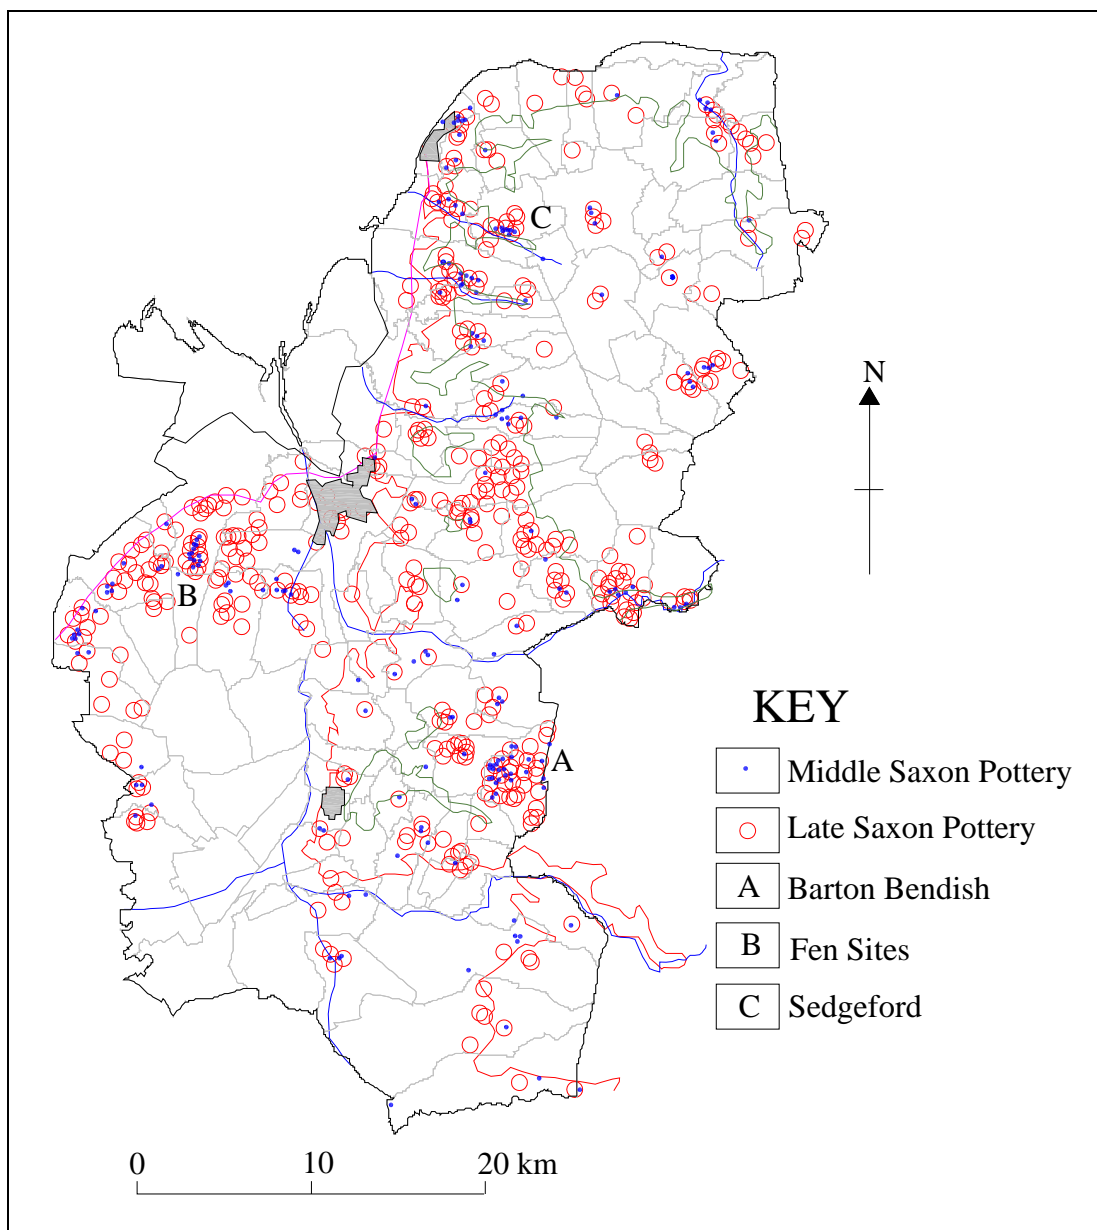 C
N
B
KEY
A
Middle Saxon Pottery
Late Saxon Pottery
A Barton Bendish
B Fen Sites
C Sedgeford
0 10 20 km